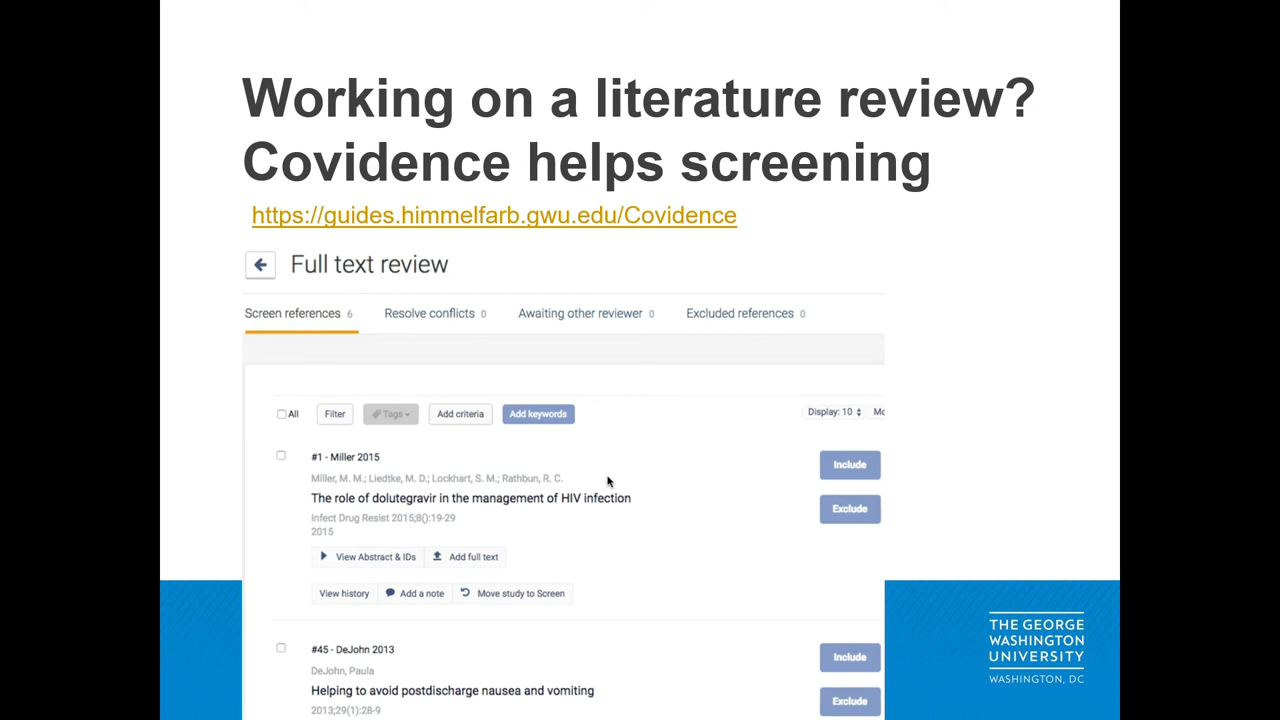 Working on a literature review?
Covidence helps screening
https://guides.himmelfarb.gwu.edu/Covidence
Full text review
Screen references 6 Resolve conflicts 0 Awaiting other reviewer 0 Excluded references 0
All Filter Tags Add criteria Add keywords Display: 10 Mo
#1 - Miller 2015
Include
Miller, M. M.; Liedtke, M. D.; Lockhart, S. M.; Rathbun, R. C.
The role of dolutegravir in the management of HIV infection
Exclude
Infect Drug Resist 2015;8():19-29
2015
View Abstract & IDs Add full text
View history Add a note Move study to Screen
#45 - DeJohn 2013
Include
DeJohn, Paula
Helping to avoid postdischarge nausea and vomiting
Exclude
2013;29(1):28-9
THE GEORGE
WASHINGTON
UNIVERSITY
WASHINGTON, DC